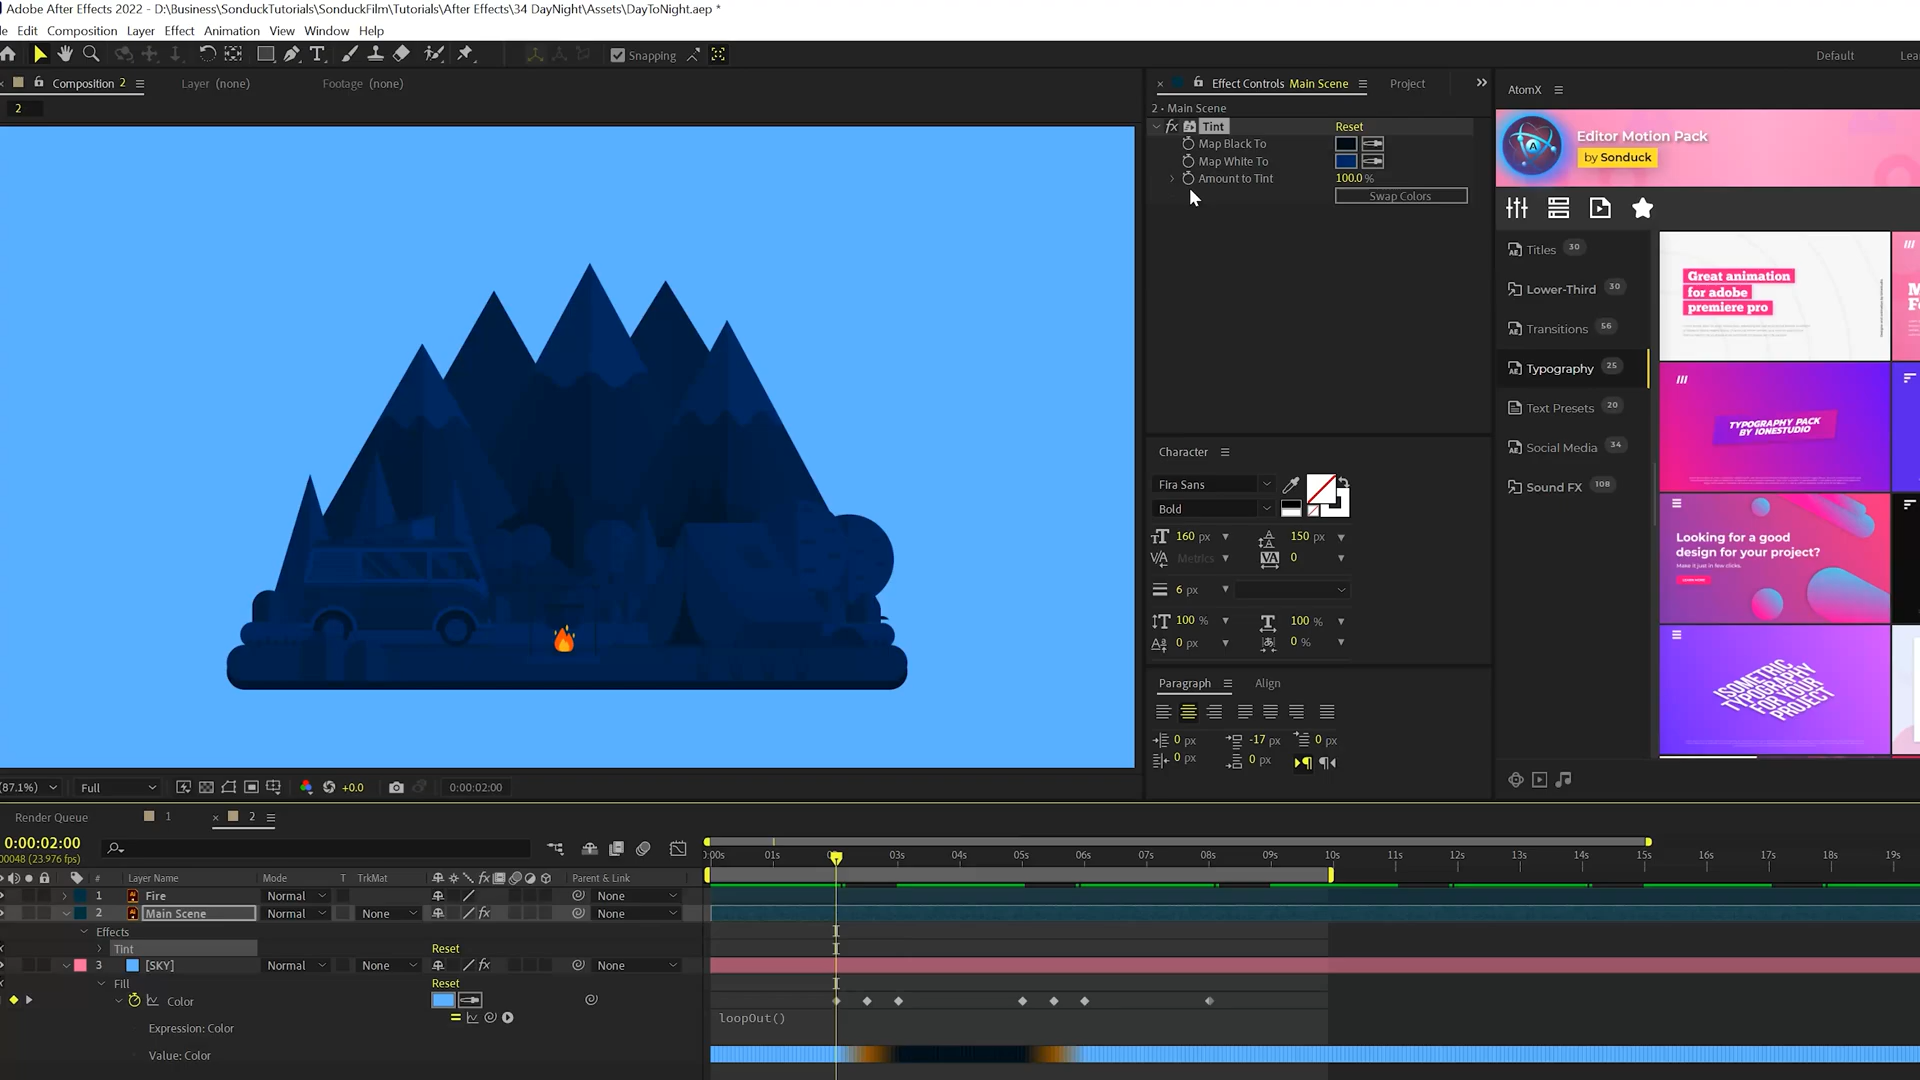 Adobe After Effects 2022 - D:\Business\SonduckTutorials\SonduckFilm\Tutorials\After Effects\34 DayNight\Assets\DayToNight.aep *
le Edit Composition Layer Effect Animation View Window Help
Snapping
Default
Lea
Composition 2
Layer (none)
Footage (none)
2
Effect Controls Main Scene
Project
2 • Main Scene
fx Tint Reset
Map Black To
Map White To
Amount to Tint 100.0 %
Swap Colors
AtomX
Editor Motion Pack
by Sonduck
Titles 30
Lower-Third 30
Transitions 56
Typography 25
Text Presets 20
Social Media 34
Sound FX 108
Great animation
for adobe
premiere pro
TYPOGRAPHY PACK
BY IONESTUDIO
Looking for a good
design for your project?
Make it just in few clicks.
ISOMETRIC
TYPOGRAPHY
FOR YOUR
PROJECT
Character
Fira Sans
Bold
160 px
150 px
Metrics
0
6 px
100 %
100 %
0 px
0 %
Paragraph
Align
0 px
-17 px
0 px
0 px
0 px
(87.1%)
Full
+0.0
0:00:02:00
Render Queue
1
2
0:00:02:00
00048 (23.976 fps)
:00s 01s 03s 04s 05s 06s 07s 08s 09s 10s 11s 12s 13s 14s 15s 16s 17s 18s 19s
# Layer Name Mode T TrkMat Parent & Link
1 Fire Normal None
2 Main Scene Normal None fx None
Effects
Tint Reset
3 [SKY] Normal None fx None
Fill Reset
Color
Expression: Color
loopOut()
Value: Color